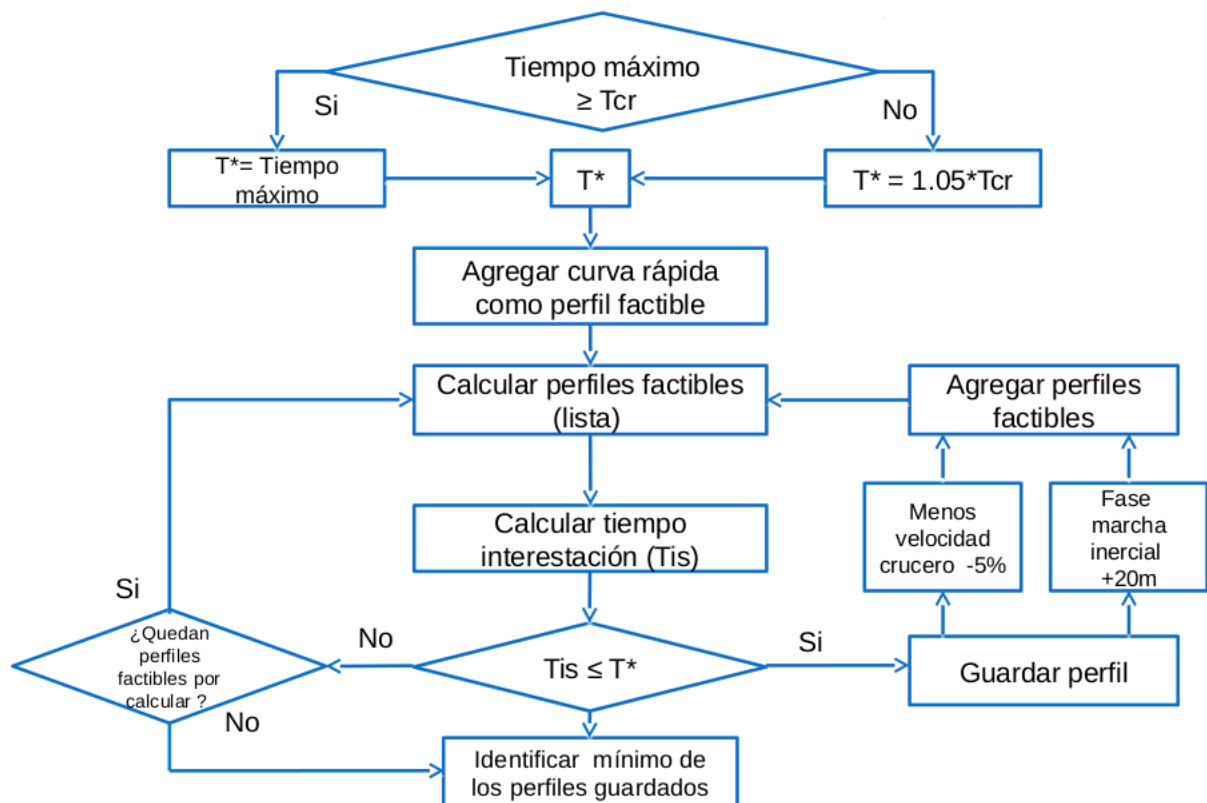 Tiempo máximo
≥ Tcr
Si
No
T*= Tiempo
máximo
T*
T* = 1.05*Tcr
Agregar curva rápida
como perfil factible
Calcular perfiles factibles
(lista)
Agregar perfiles
factibles
Calcular tiempo
interestación (Tis)
Menos
velocidad
crucero -5%
Fase
marcha
inercial
+20m
Si
¿Quedan
perfiles
factibles por
calcular ?
No
Tis ≤ T*
Si
Guardar perfil
No
Identificar mínimo de
los perfiles guardados